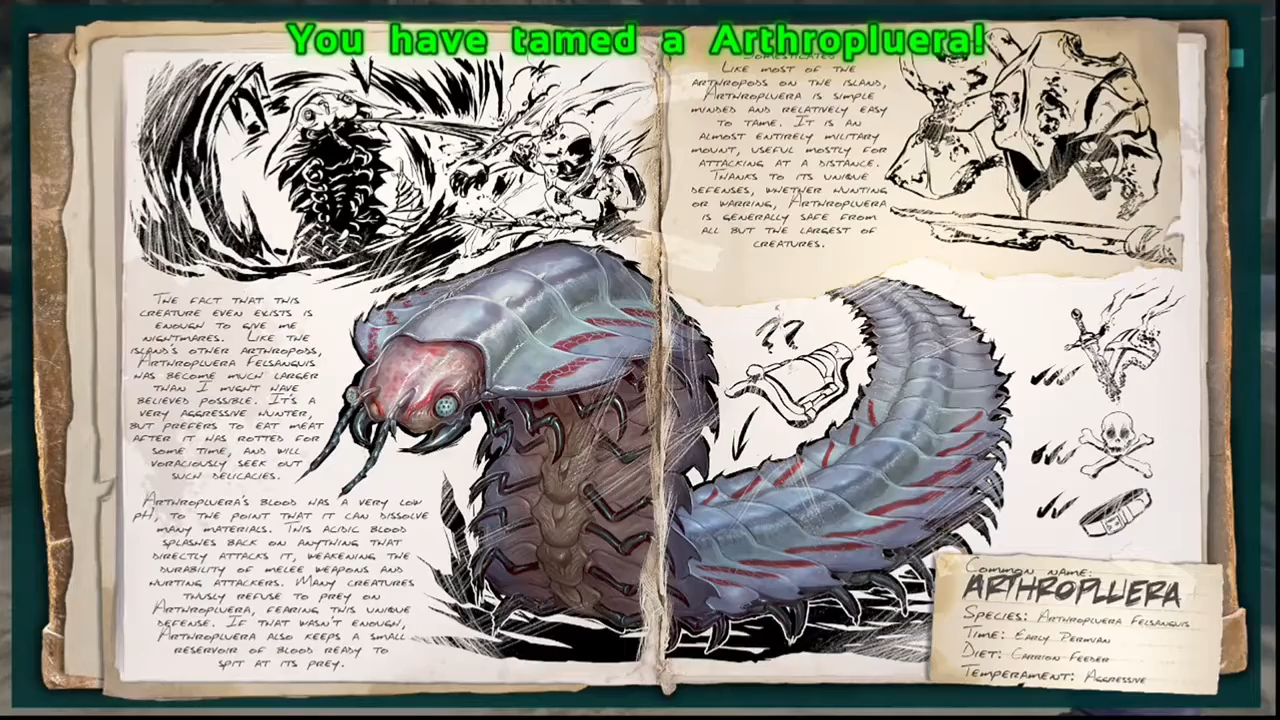 You have tamed a Arthropluera!
The fact that this
creature even exists is
enough to give me
nightmares. Like the
island's other arthropods,
Arthropluera Felsanguis
has become much larger
than I might have
believed possible. It's a
very aggressive hunter,
but prefers to eat meat
after it has rotted for
some time, and will
voraciously seek out
such delicacies.
Arthropluera's blood has a very low
pH, to the point that it can dissolve
many materials. This acidic blood
splashes back on anything that
directly attacks it, weakening the
durability of melee weapons and
hurting attackers. Many creatures
thusly refuse to prey on
Arthropluera, fearing this unique
defense. If that wasn't enough,
Arthropluera also keeps a small
reservoir of blood ready to
spit at its prey.
Domesticated
Like most of the
arthropods on the island,
Arthropluera is simple
minded and relatively easy
to tame. It is an
almost entirely military
mount, useful mostly for
attacking at a distance.
Thanks to its unique
defenses, whether hunting
or warring, Arthropluera
is generally safe from
all but the largest of
creatures.
??
Common name:
Arthropluera
Species: Arthropluera Felsanguis
Time: Early Permian
Diet: Carrion Feeder
Temperament: Aggressive